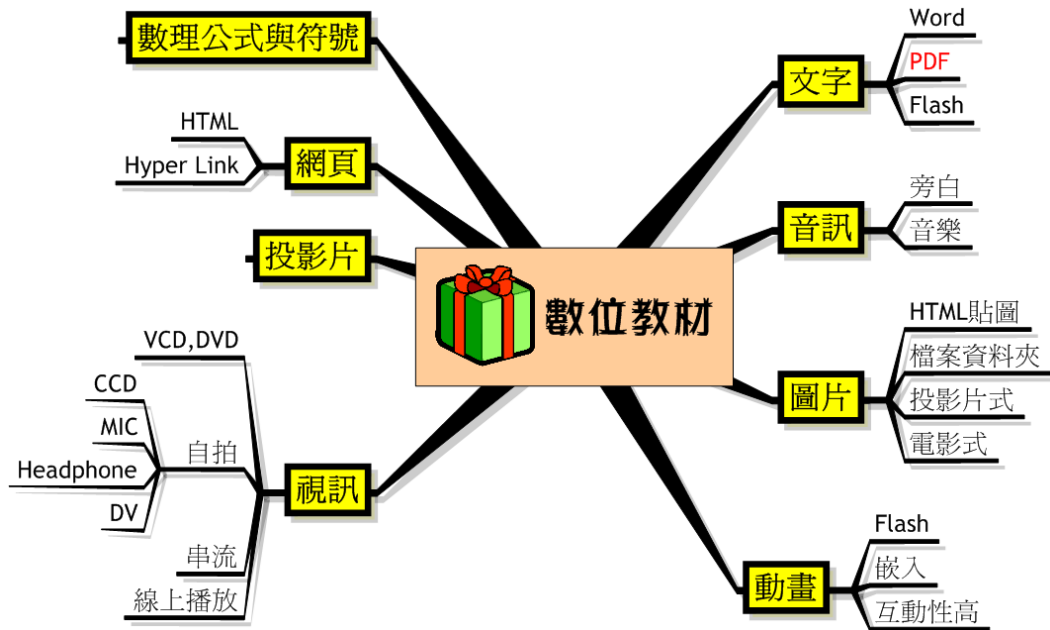 數位教材
文字
Word
PDF
Flash
音訊
旁白
音樂
圖片
HTML貼圖
檔案資料夾
投影片式
電影式
動畫
Flash
嵌入
互動性高
數理公式與符號
網頁
HTML
Hyper Link
投影片
視訊
VCD,DVD
自拍
CCD
MIC
Headphone
DV
串流
線上播放